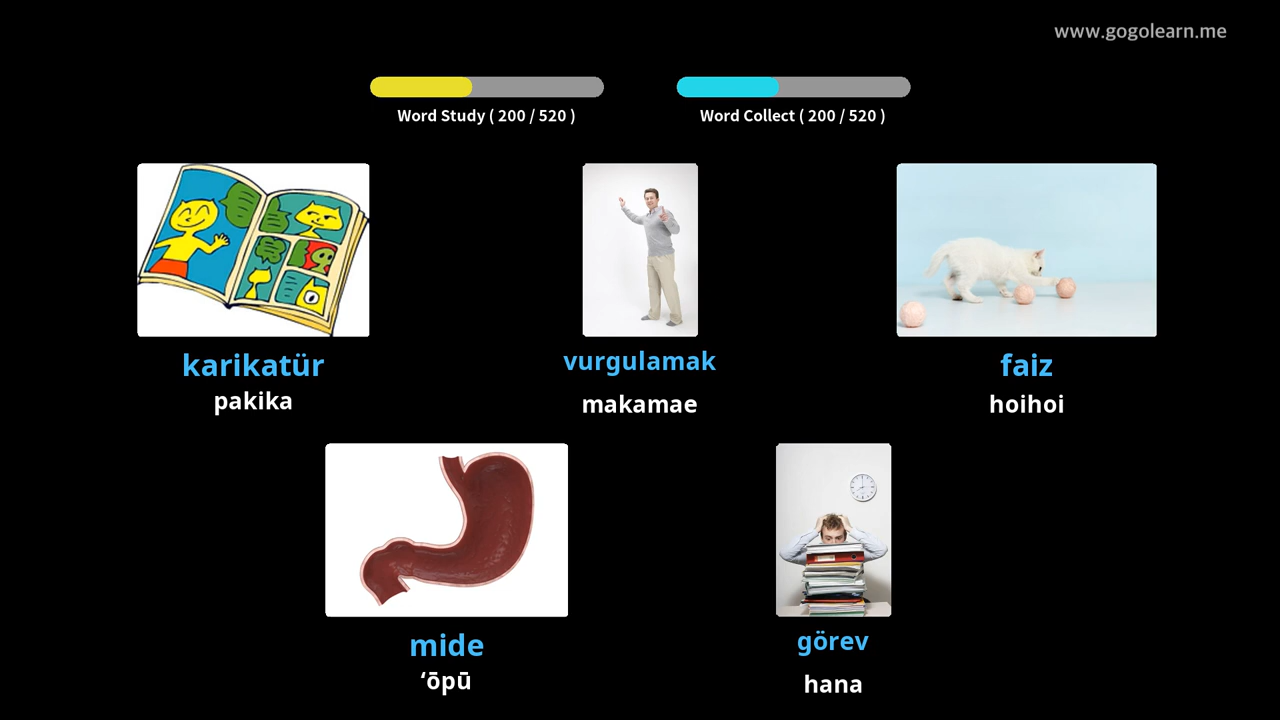 www.gogolearn.me
Word Study ( 200 / 520 )
Word Collect ( 200 / 520 )
karikatür
pakika
vurgulamak
makamae
faiz
hoihoi
mide
ʻōpū
görev
hana